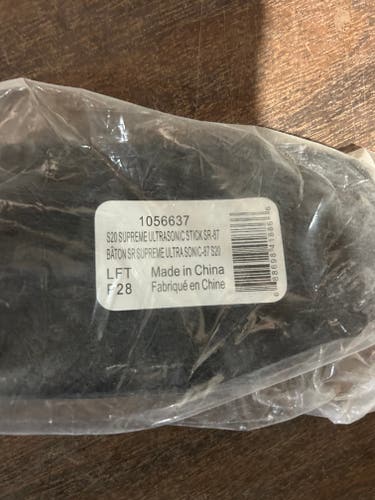 1056637
S20 SUPREME ULTRASONIC STICK SR-87
BÂTON SR SUPREME ULTRA SONIC-87 S20
LFT Made in China
P28 Fabriqué en Chine